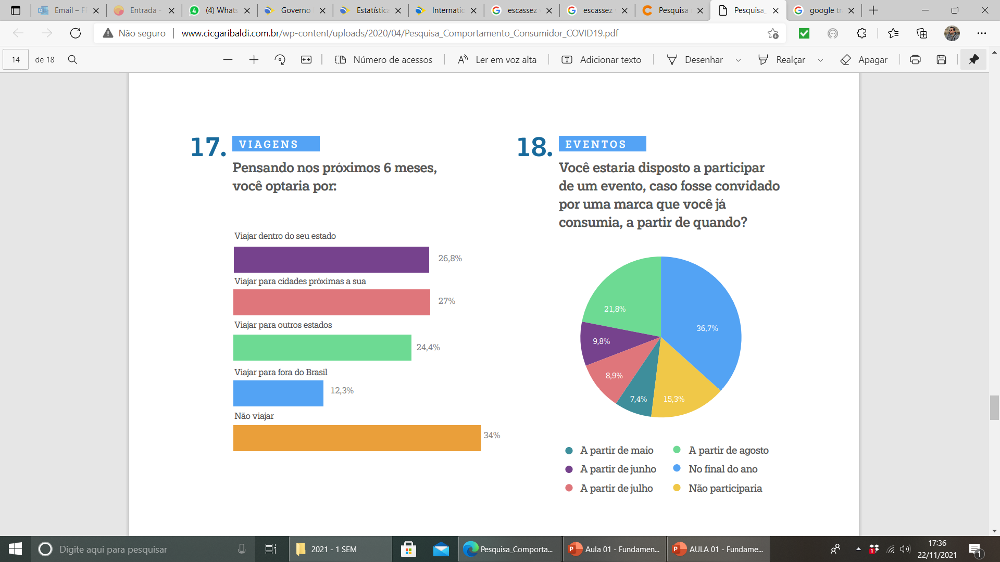 Email – F
Entrada -
(4) Whats
Governo
Estatística
Internatio
escassez
escassez
Pesquisa
Pesquisa_
google tr
Não seguro
www.cicgaribaldi.com.br/wp-content/uploads/2020/04/Pesquisa_Comportamento_Consumidor_COVID19.pdf
14 de 18
Número de acessos
Ler em voz alta
Adicionar texto
Desenhar
Realçar
Apagar
17. VIAGENS
Pensando nos próximos 6 meses,
você optaria por:
Viajar dentro do seu estado
26,8%
Viajar para cidades próximas a sua
27%
Viajar para outros estados
24,4%
Viajar para fora do Brasil
12,3%
Não viajar
34%
18. EVENTOS
Você estaria disposto a participar
de um evento, caso fosse convidado
por uma marca que você já
consumia, a partir de quando?
21,8%
36,7%
9,8%
8,9%
7,4%
15,3%
A partir de maio
A partir de junho
A partir de julho
A partir de agosto
No final do ano
Não participaria
Digite aqui para pesquisar
2021 - 1 SEM
Pesquisa_Comporta...
Aula 01 - Fundamen...
AULA 01 - Fundame...
17:36
22/11/2021
1